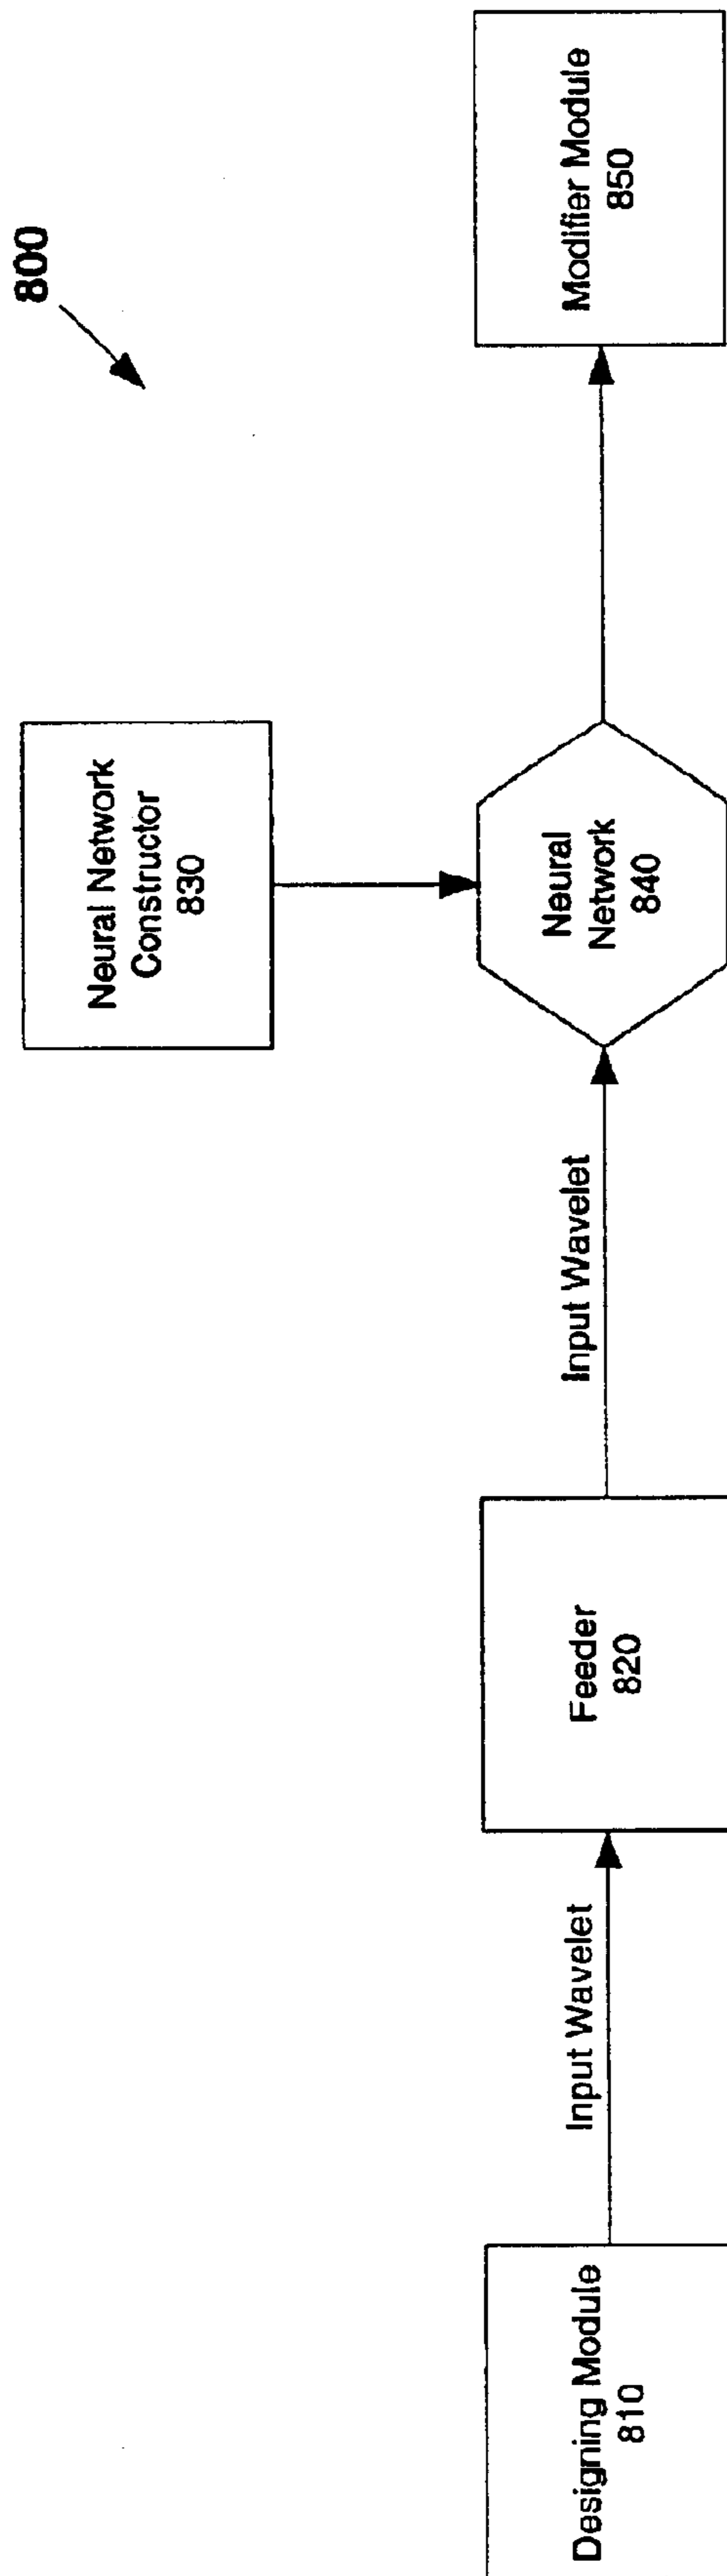 800
Neural Network
Constructor
830
Designing Module
810
Input Wavelet
Feeder
820
Input Wavelet
Neural
Network
840
Modifier Module
850